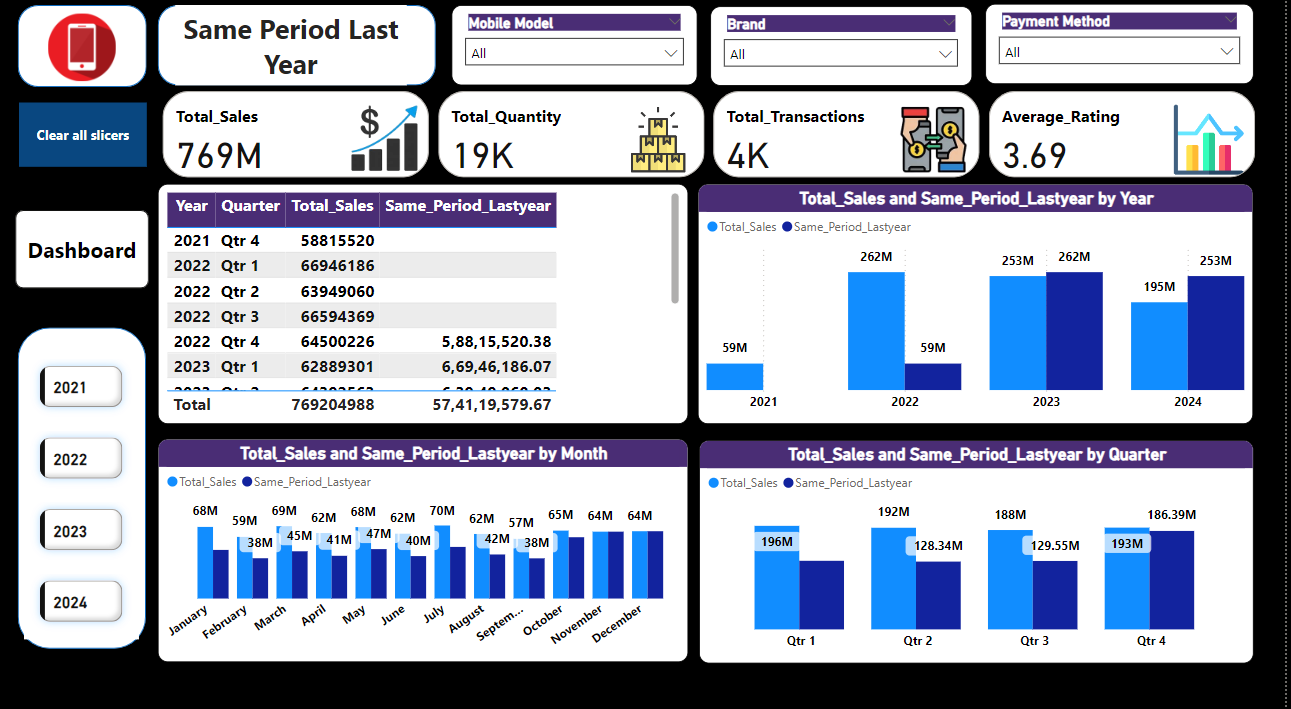 Same Period Last
Year
Mobile Model
All
Brand
All
Payment Method
All
Clear all slicers
Total_Sales
769M
Total_Quantity
19K
Total_Transactions
4K
Average_Rating
3.69
Dashboard
2021
2022
2023
2024
Year Quarter Total_Sales Same_Period_Lastyear
2021 Qtr 4 58815520
2022 Qtr 1 66946186
2022 Qtr 2 63949060
2022 Qtr 3 66594369
2022 Qtr 4 64500226 5,88,15,520.38
2023 Qtr 1 62889301 6,69,46,186.07
Total 769204988 57,41,19,579.67
Total_Sales and Same_Period_Lastyear by Year
Total_Sales Same_Period_Lastyear
59M 262M 59M 253M 262M 195M 253M
2021 2022 2023 2024
Total_Sales and Same_Period_Lastyear by Month
Total_Sales Same_Period_Lastyear
68M 59M 69M 62M 68M 62M 70M 62M 57M 65M 64M 64M
38M 45M 41M 47M 40M 42M 38M
January February March April May June July August Septem... October November December
Total_Sales and Same_Period_Lastyear by Quarter
Total_Sales Same_Period_Lastyear
196M 192M 128.34M 188M 129.55M 193M 186.39M
Qtr 1 Qtr 2 Qtr 3 Qtr 4